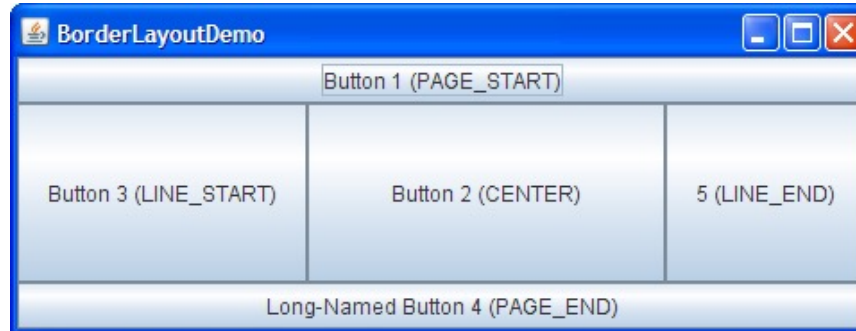 BorderLayoutDemo
Button 1 (PAGE_START)
Button 3 (LINE_START)
Button 2 (CENTER)
5 (LINE_END)
Long-Named Button 4 (PAGE_END)